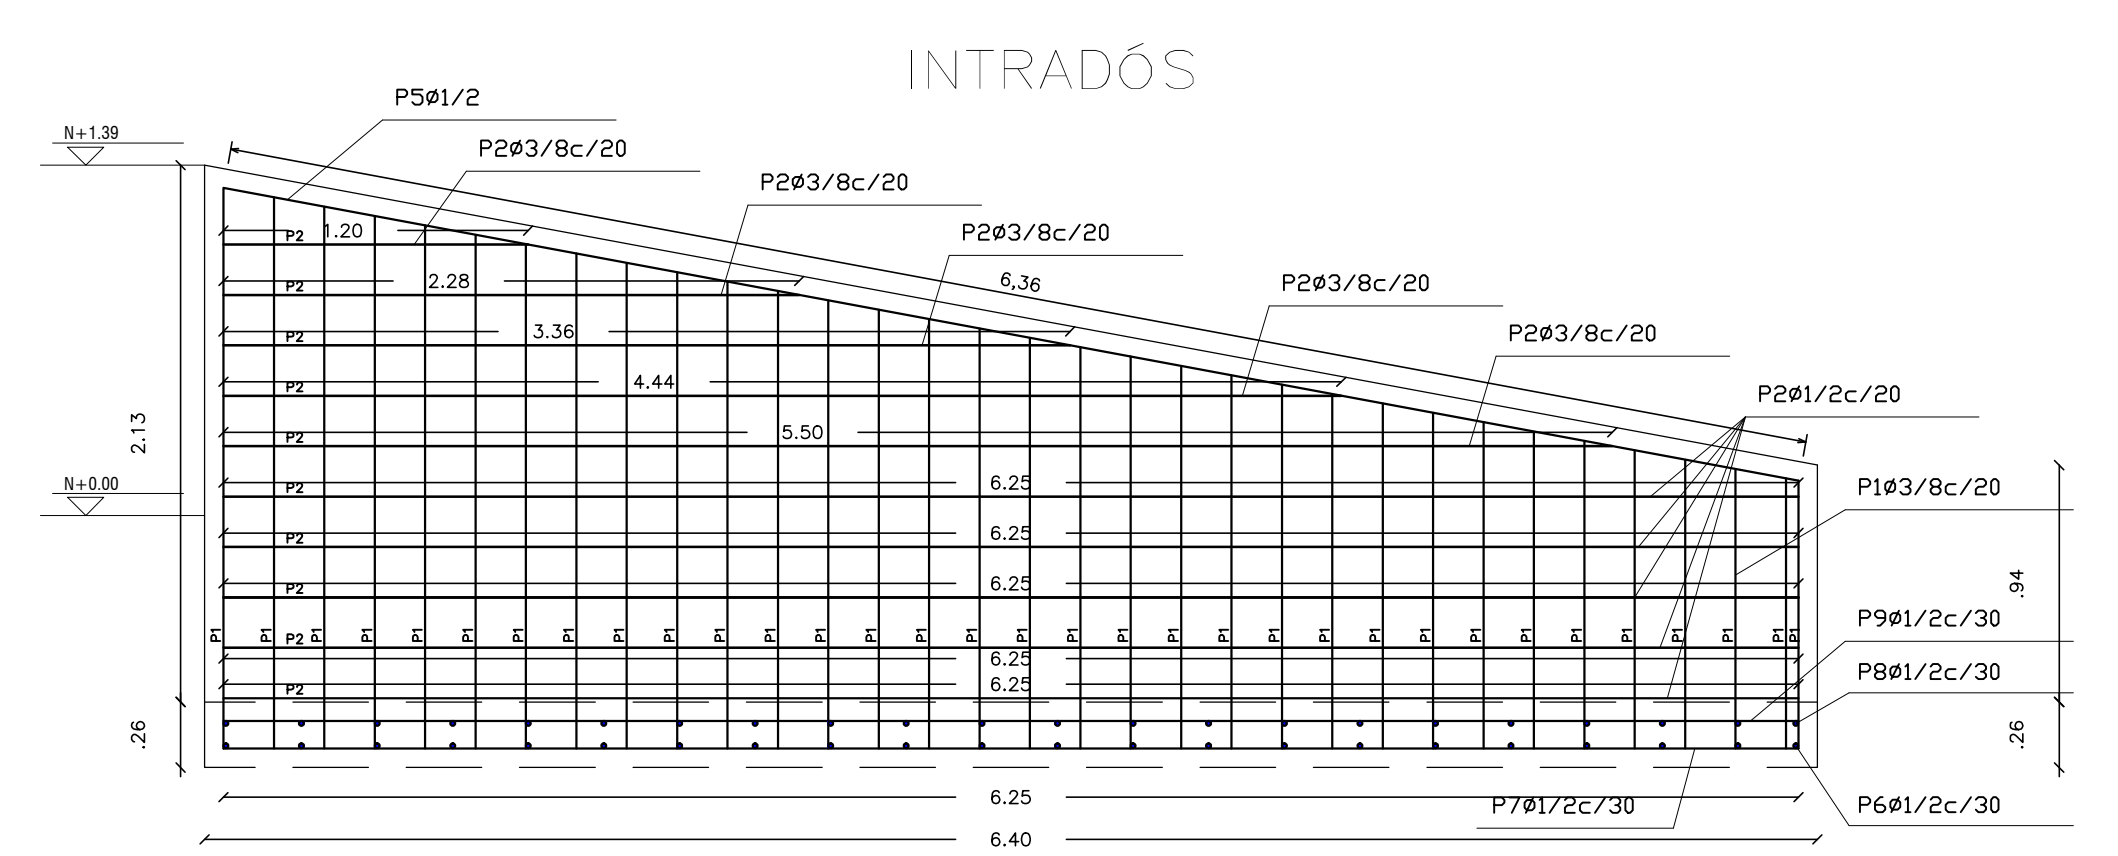 INTRADÓS
P5ø1/2
N+1.39
P2ø3/8c/20
P2ø3/8c/20
P2 1.20
P2ø3/8c/20
P2 2.28
6,36
P2ø3/8c/20
P2 3.36
P2ø3/8c/20
P2 4.44
P2ø1/2c/20
2.13
P2 5.50
N+0.00
P2 6.25
P1ø3/8c/20
P2 6.25
P2 6.25
.94
P9ø1/2c/30
P1 P1 P1 P1 P1 P1 P1 P1 P1 P1 P1 P1 P1 P1 P1 P1 P1 P1 P1 P1 P1 P1 P1 P1 P1 P1 P1 P1 P1 P1 P1 P1 P1
P2
6.25
P8ø1/2c/30
P2 6.25
.26
.26
6.25
P7ø1/2c/30
P6ø1/2c/30
6.40